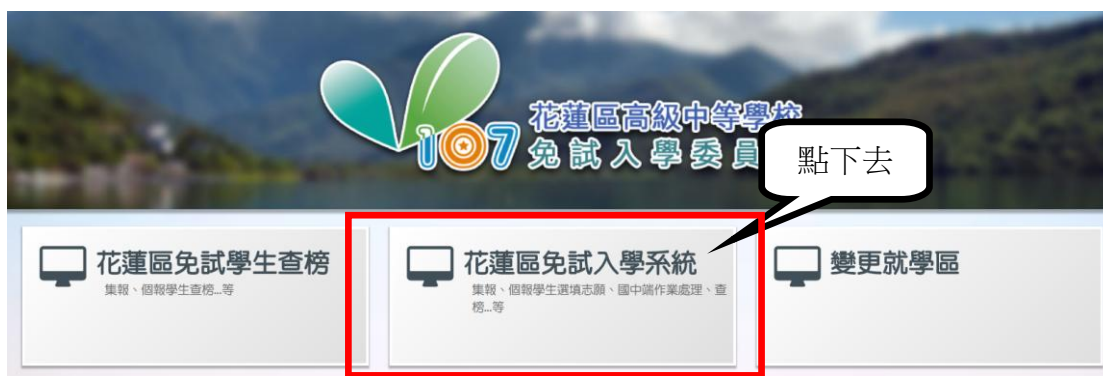 107
花蓮區高級中等學校
免試入學委員
點下去
花蓮區免試學生查榜
集報、個報學生查榜...等
花蓮區免試入學系統
集報、個報學生選填志願、國中端作業處理、查
榜...等
變更就學區